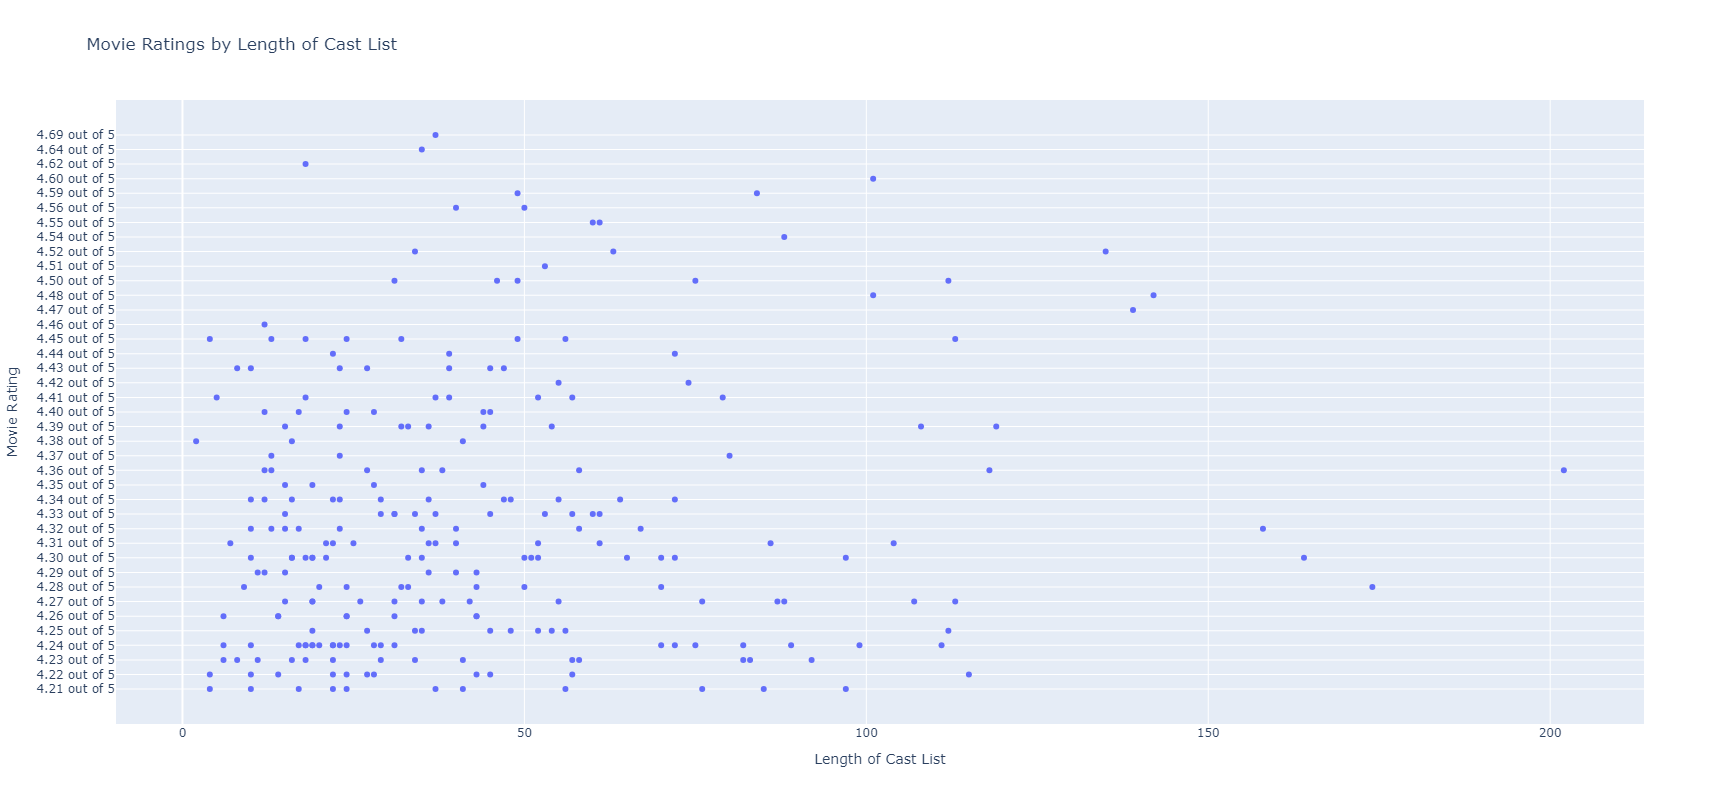 Movie Ratings by Length of Cast List
Movie Rating
4.69 out of 5
4.64 out of 5
4.62 out of 5
4.60 out of 5
4.59 out of 5
4.56 out of 5
4.55 out of 5
4.54 out of 5
4.52 out of 5
4.51 out of 5
4.50 out of 5
4.48 out of 5
4.47 out of 5
4.46 out of 5
4.45 out of 5
4.44 out of 5
4.43 out of 5
4.42 out of 5
4.41 out of 5
4.40 out of 5
4.39 out of 5
4.38 out of 5
4.37 out of 5
4.36 out of 5
4.35 out of 5
4.34 out of 5
4.33 out of 5
4.32 out of 5
4.31 out of 5
4.30 out of 5
4.29 out of 5
4.28 out of 5
4.27 out of 5
4.26 out of 5
4.25 out of 5
4.24 out of 5
4.23 out of 5
4.22 out of 5
4.21 out of 5
0 50 100 150 200
Length of Cast List